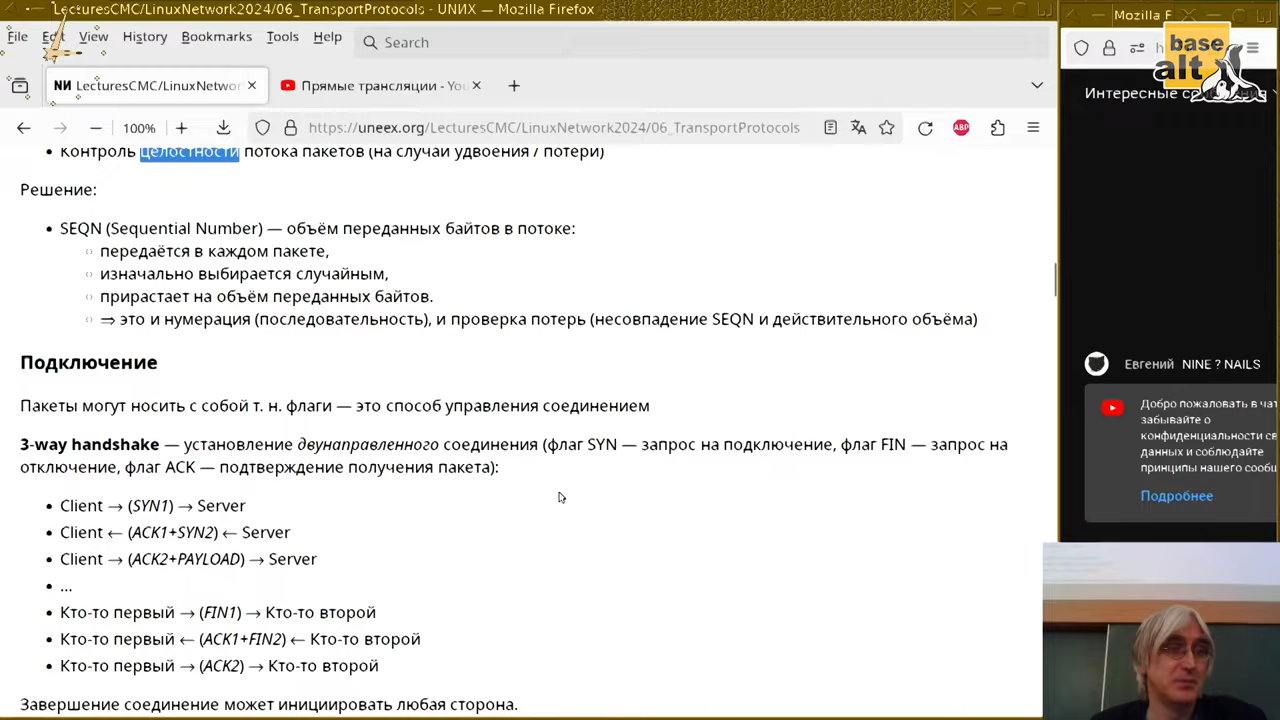 LecturesCMC/LinuxNetwork2024/06_TransportProtocols - UNИX — Mozilla Firefox
Mozilla F
File Edit View History Bookmarks Tools Help
Search
base
alt
NИ LecturesCMC/LinuxNetwor
Прямые трансляции - You
Интересные
100%
https://uneex.org/LecturesCMC/LinuxNetwork2024/06_TransportProtocols
ABP
Контроль целостности потока пакетов (на случай удвоения / потери)
Решение:
SEQN (Sequential Number) — объём переданных байтов в потоке:
передаётся в каждом пакете,
изначально выбирается случайным,
прирастает на объём переданных байтов.
⇒ это и нумерация (последовательность), и проверка потерь (несовпадение SEQN и действительного объёма)
Подключение
Евгений NINE ? NAILS
Пакеты могут носить с собой т. н. флаги — это способ управления соединением
Добро пожаловать в чат
забывайте о
конфиденциальности св
данных и соблюдайте
принципы нашего сообщ
Подробнее
3-way handshake — установление двунаправленного соединения (флаг SYN — запрос на подключение, флаг FIN — запрос на
отключение, флаг ACK — подтверждение получения пакета):
Client → (SYN1) → Server
Client ← (ACK1+SYN2) ← Server
Client → (ACK2+PAYLOAD) → Server
...
Кто-то первый → (FIN1) → Кто-то второй
Кто-то первый ← (ACK1+FIN2) ← Кто-то второй
Кто-то первый → (ACK2) → Кто-то второй
Завершение соединение может инициировать любая сторона.